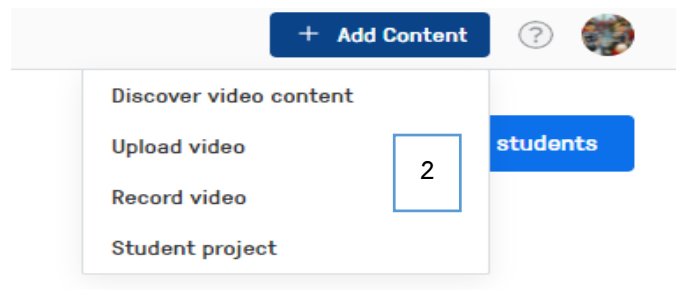 + Add Content
?
Discover video content
Upload video
students
2
Record video
Student project